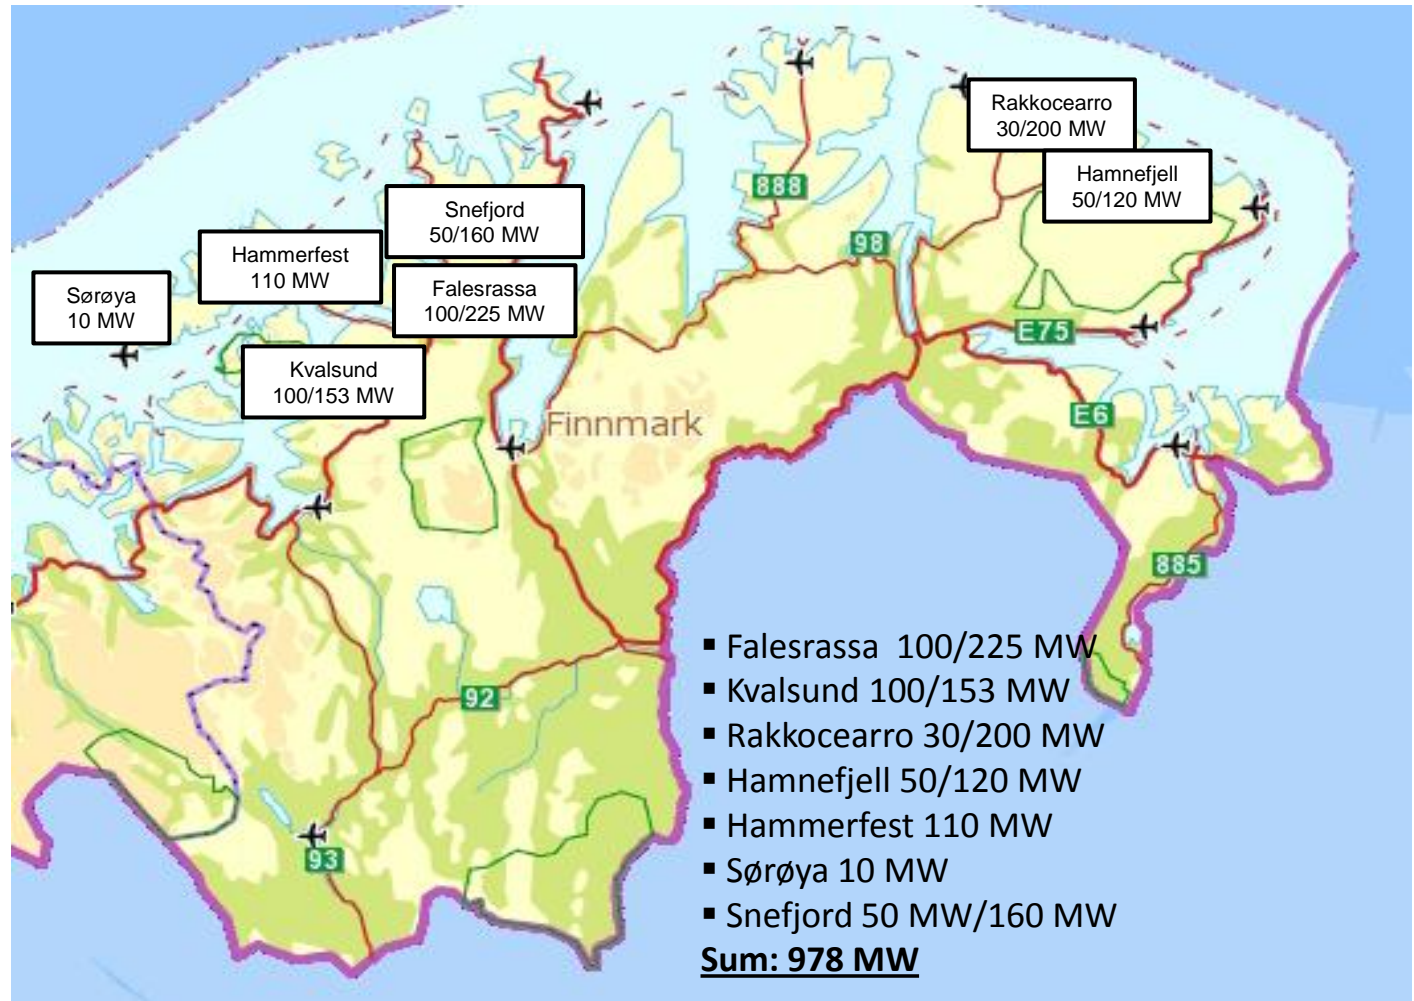 Rakkocearro
30/200 MW
Hamnefjell
50/120 MW
888
Snefjord
50/160 MW
Hammerfest
110 MW
98
Sørøya
10 MW
Falesrassa
100/225 MW
E75
Kvalsund
100/153 MW
E6
Finnmark
885
▪ Falesrassa 100/225 MW
▪ Kvalsund 100/153 MW
92
▪ Rakkocearro 30/200 MW
▪ Hamnefjell 50/120 MW
▪ Hammerfest 110 MW
93
▪ Sørøya 10 MW
▪ Snefjord 50 MW/160 MW
Sum: 978 MW